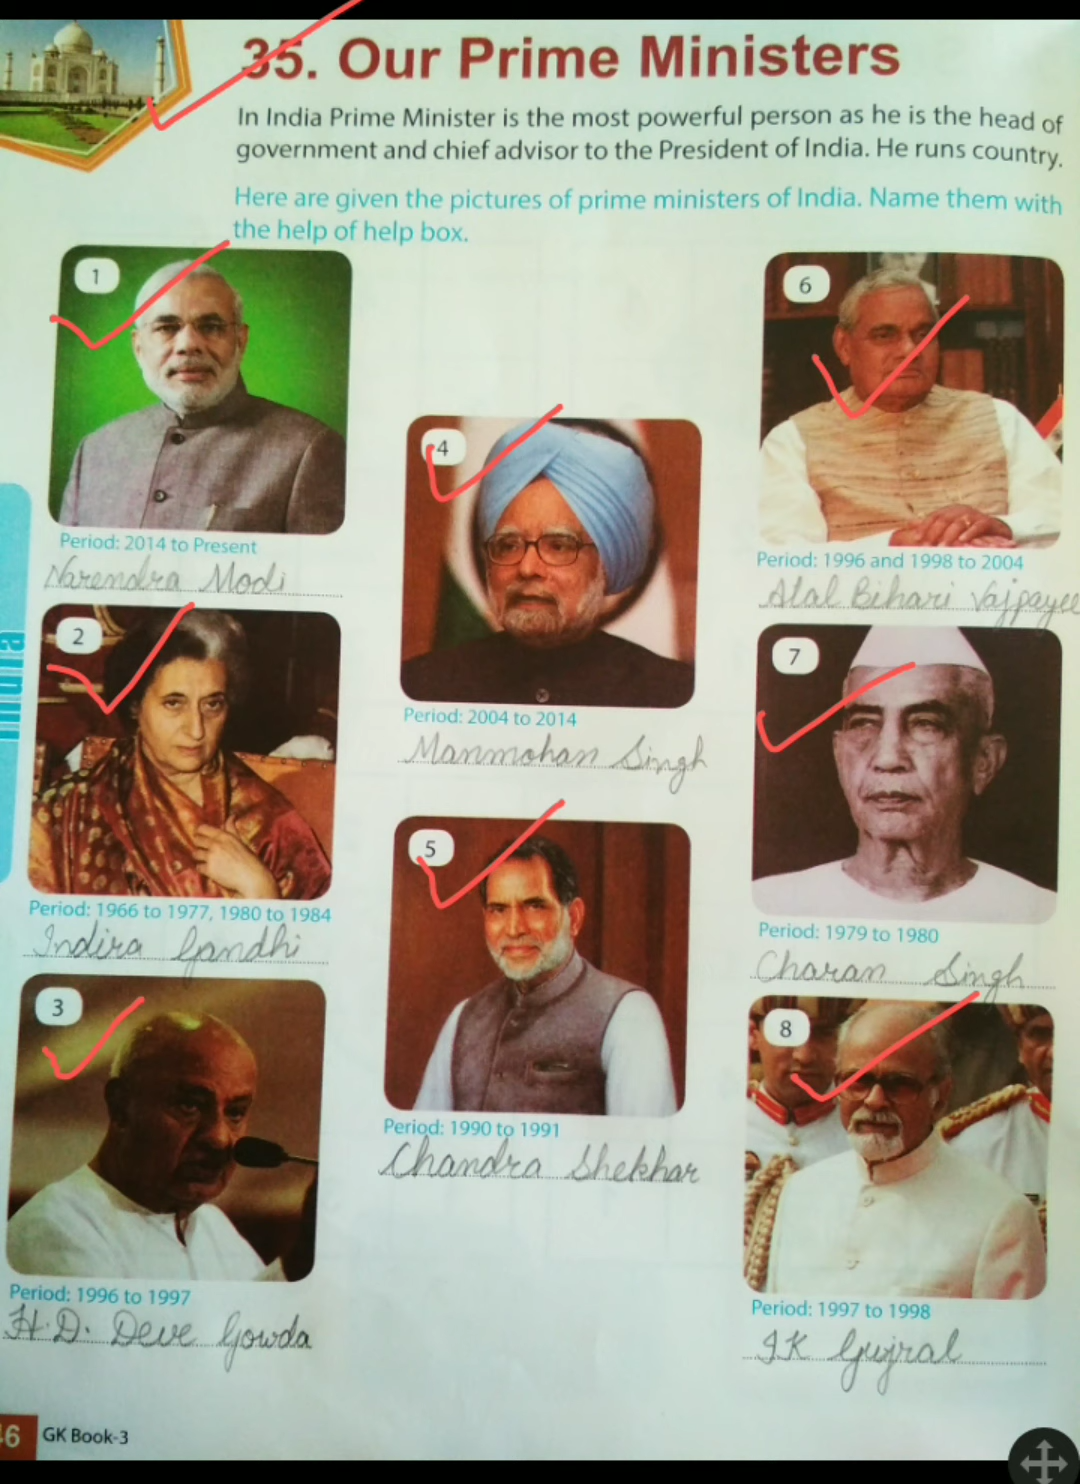 35. Our Prime Ministers
In India Prime Minister is the most powerful person as he is the head of
government and chief advisor to the President of India. He runs country.
Here are given the pictures of prime ministers of India. Name them with
the help of help box.
1
Period: 2014 to Present
Narendra Modi
2
Period: 1966 to 1977, 1980 to 1984
Indira Gandhi
3
Period: 1996 to 1997
H.D. Deve Gowda
4
Period: 2004 to 2014
Manmohan Singh
5
Period: 1990 to 1991
Chandra Shekhar
6
Period: 1996 and 1998 to 2004
Atal Bihari Vajpayee
7
Period: 1979 to 1980
Charan Singh
8
Period: 1997 to 1998
I K Gujral
India
46 GK Book-3